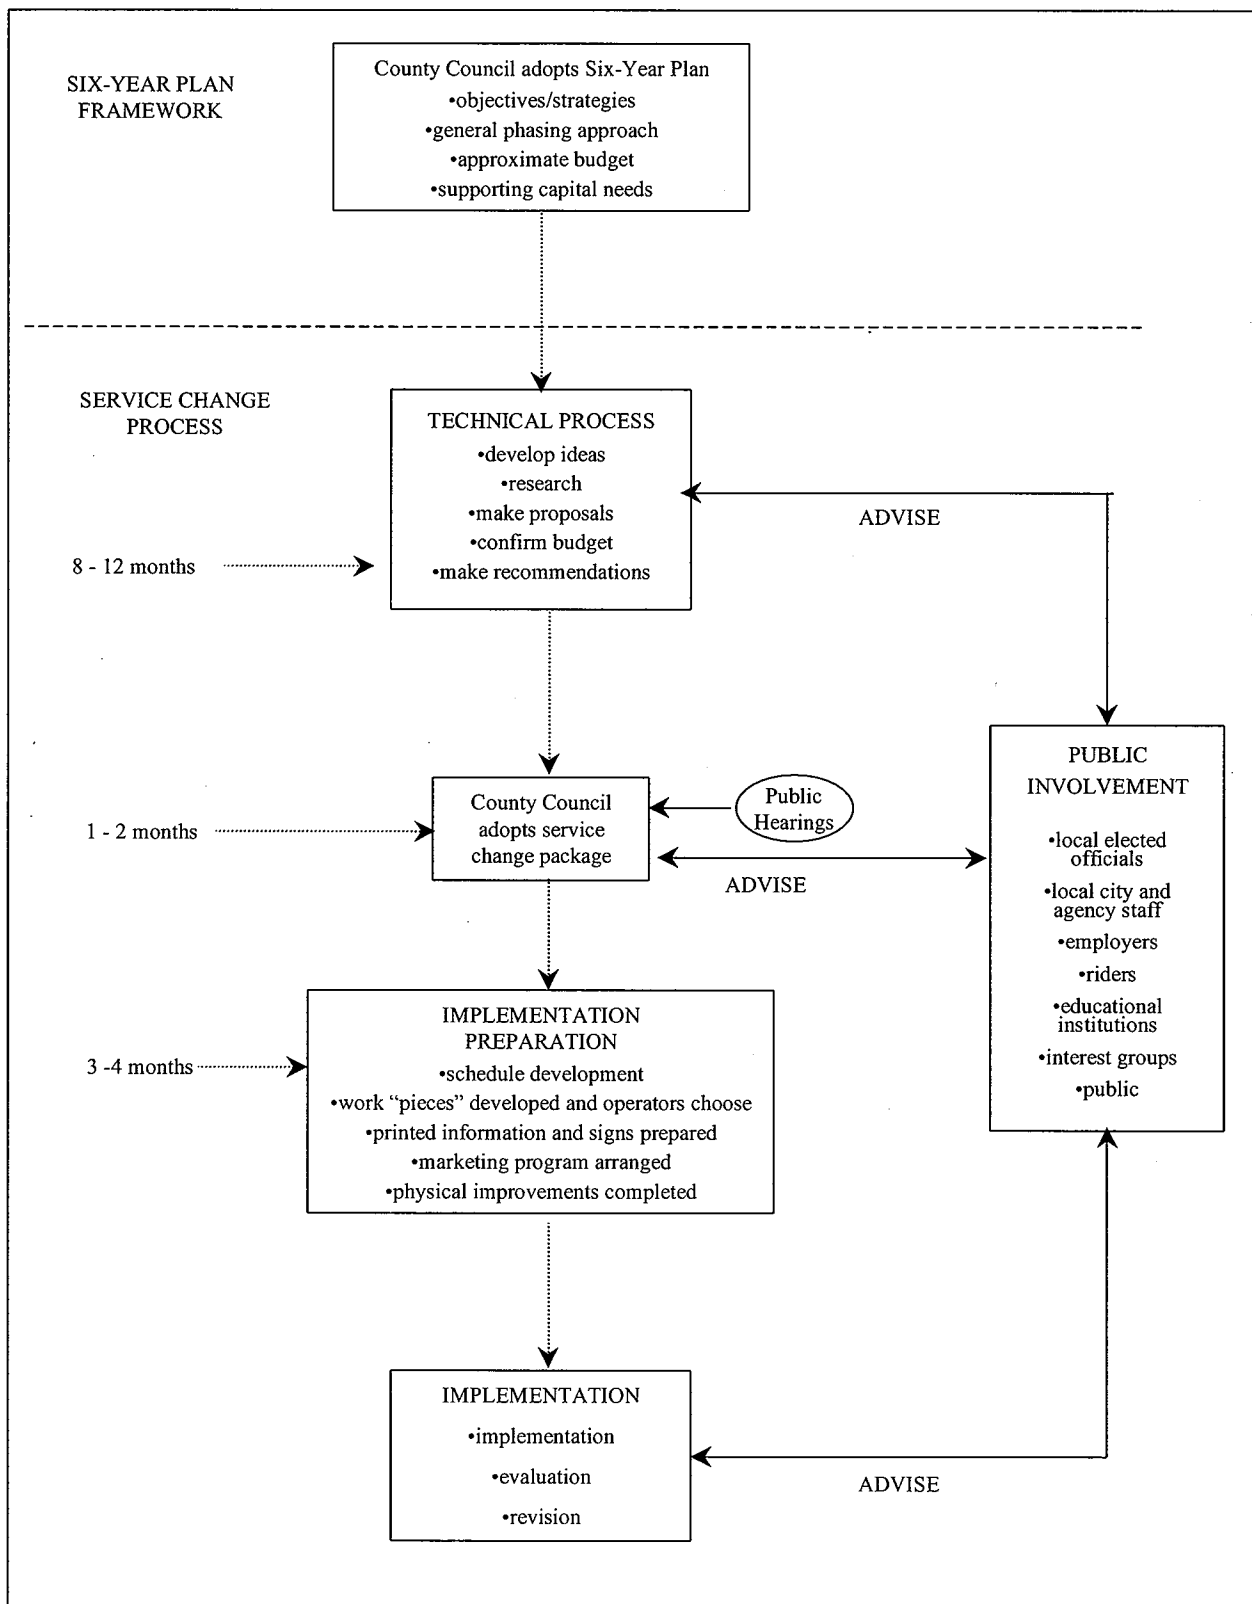 SIX-YEAR PLAN
FRAMEWORK
County Council adopts Six-Year Plan
•objectives/strategies
•general phasing approach
•approximate budget
•supporting capital needs
SERVICE CHANGE
PROCESS
TECHNICAL PROCESS
•develop ideas
•research
•make proposals
•confirm budget
•make recommendations
ADVISE
8 - 12 months
County Council
adopts service
change package
Public
Hearings
1 - 2 months
ADVISE
PUBLIC
INVOLVEMENT
•local elected
officials
•local city and
agency staff
•employers
•riders
•educational
institutions
•interest groups
•public
IMPLEMENTATION
PREPARATION
•schedule development
•work “pieces” developed and operators choose
•printed information and signs prepared
•marketing program arranged
•physical improvements completed
3 -4 months
IMPLEMENTATION
•implementation
•evaluation
•revision
ADVISE